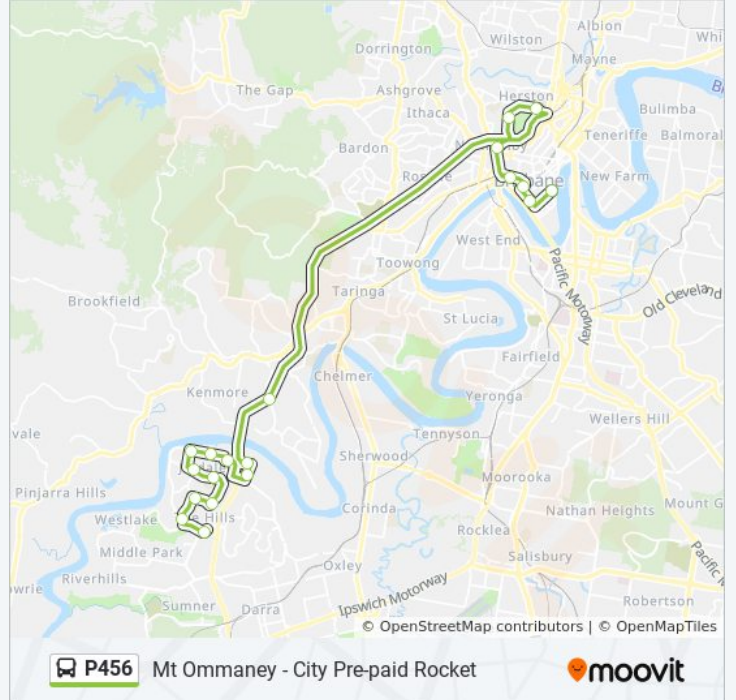 Albion
Wilston
Dorrington
Mayne
Whi
The Gap
Ashgrove
Herston
Ithaca
Bulimba
Teneriffe
Balmoral
Bardon
New Farm
West End
Toowong
Pacific Motorway
Taringa
Old Cleveland
Brookfield
St Lucia
Fairfield
Chelmer
Kenmore
Yeronga
Wellers Hill
vale
Tennyson
Sherwood
Moorooka
Pinjarra Hills
Mount G
Corinda
Nathan Heights
Westlake
e Hills
Rocklea
Middle Park
Salisbury
Oxley
Pacific M
Riverhills
wrie
Ipswich Motorway
Robertson
Sumner
Darra
© OpenStreetMap contributors | © OpenMapTiles
P456 Mt Ommaney - City Pre-paid Rocket
moovit